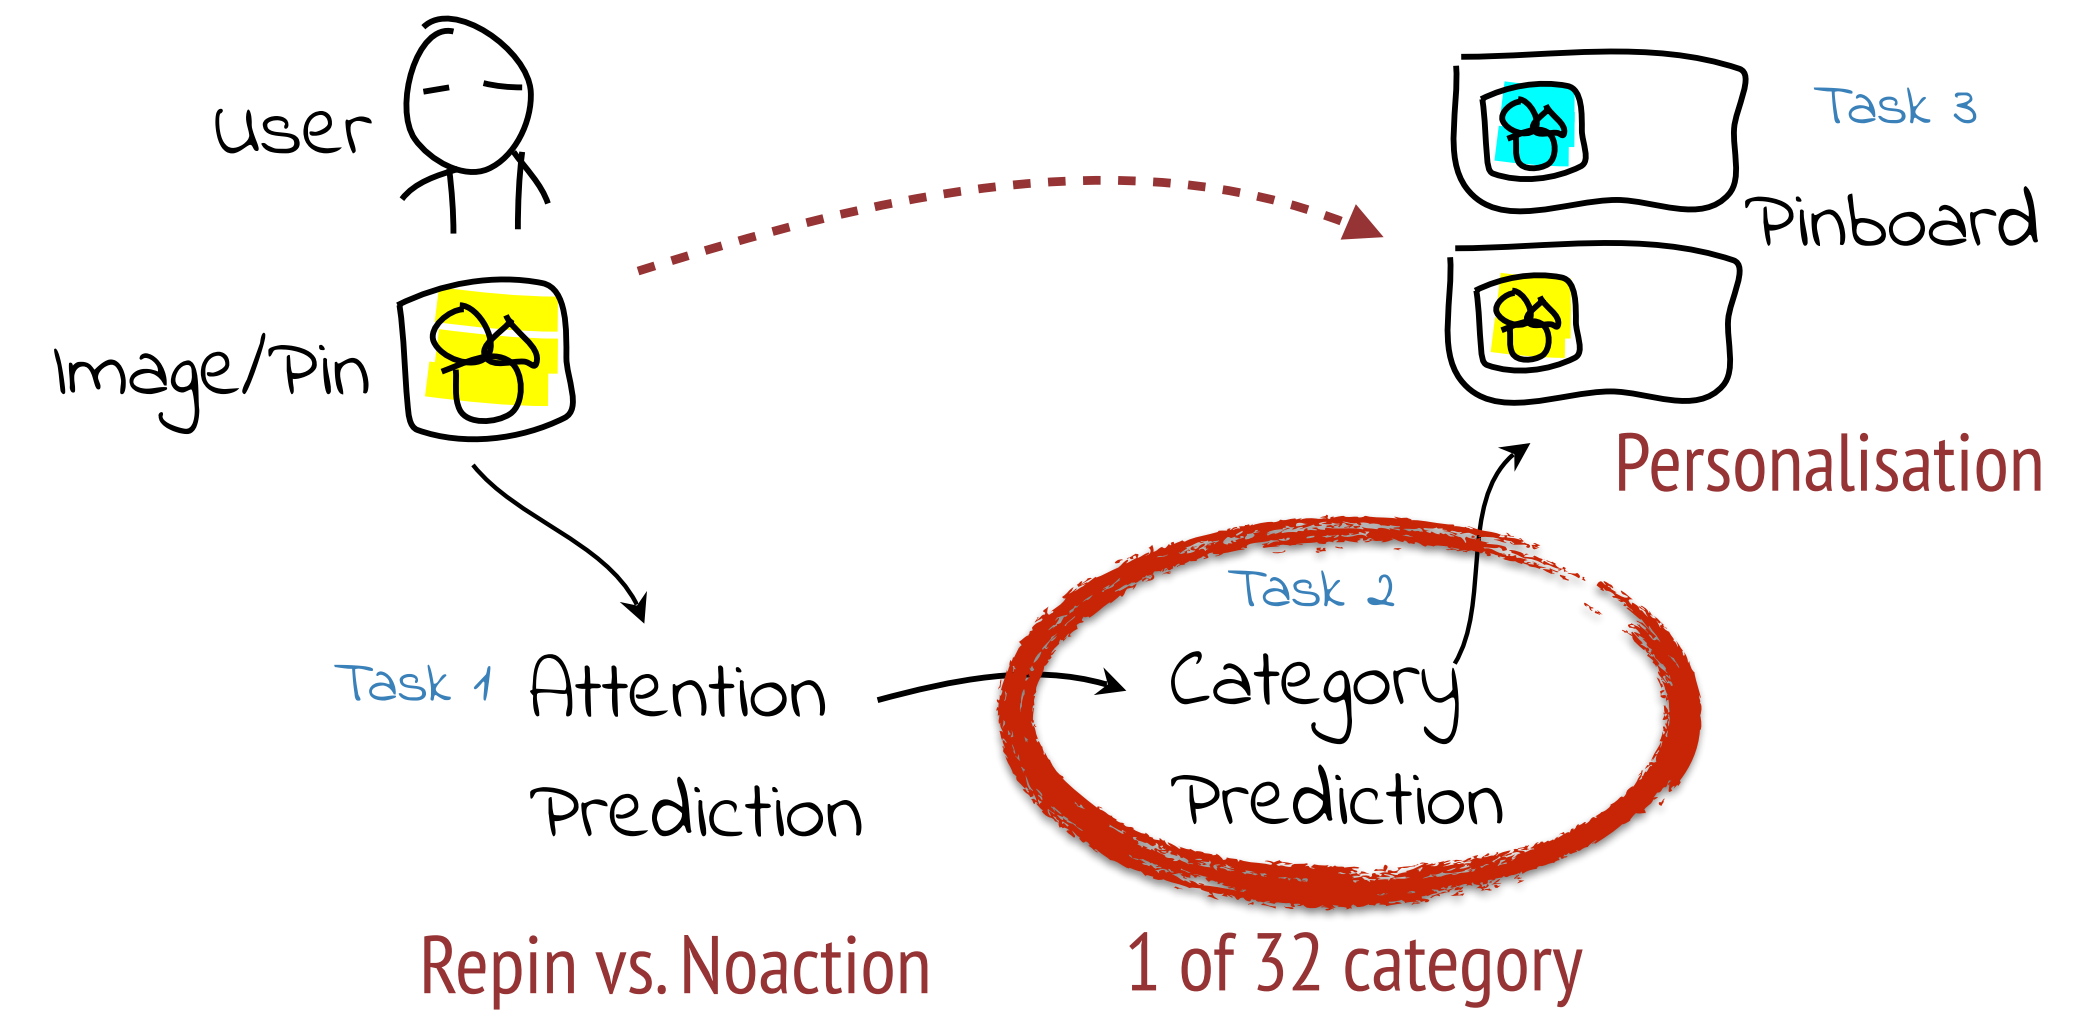 User
Image/Pin
Task 1
Attention
Prediction
Repin vs. Noaction
Task 2
Category
Prediction
1 of 32 category
Task 3
Pinboard
Personalisation